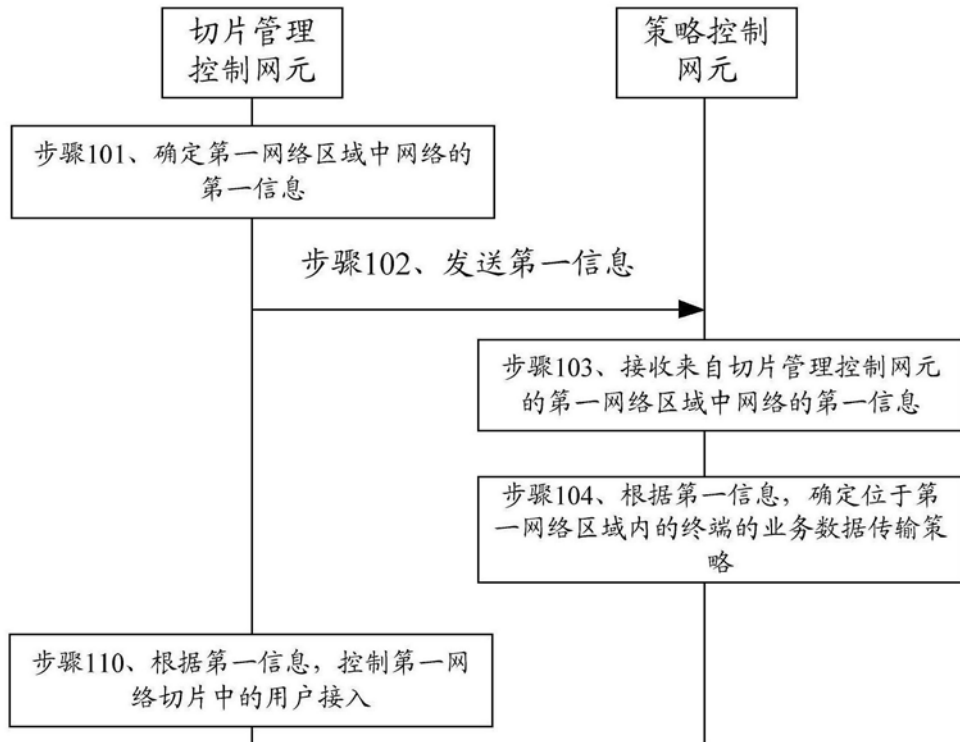 切片管理
控制网元
策略控制
网元
步骤101、确定第一网络区域中网络的
第一信息
步骤102、发送第一信息
步骤103、接收来自切片管理控制网元
的第一网络区域中网络的第一信息
步骤104、根据第一信息，确定位于第
一网络区域内的终端的业务数据传输策
略
步骤110、根据第一信息，控制第一网
络切片中的用户接入